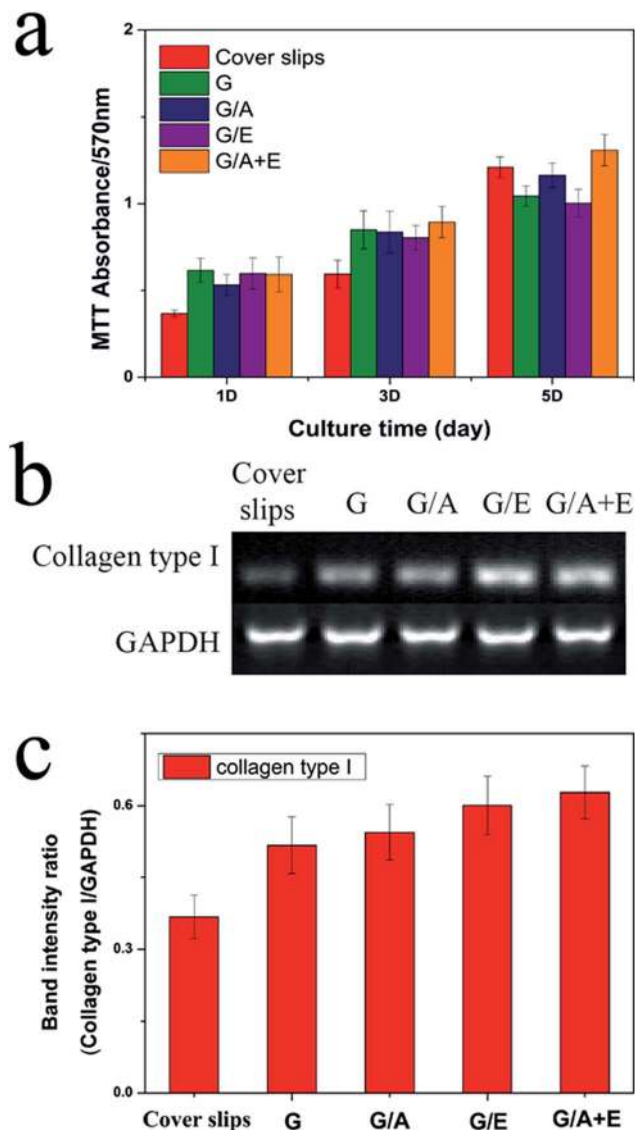 a
2
1
0
MTT Absorbance/570nm
Cover slips
G
G/A
G/E
G/A+E
1D 3D 5D
Culture time (day)
b
Cover
slips G G/A G/E G/A+E
Collagen type I
GAPDH
c
collagen type I
0.6
0.3
0.0
Band intensity ratio
(Collagen type I/GAPDH)
Cover slips G G/A G/E G/A+E